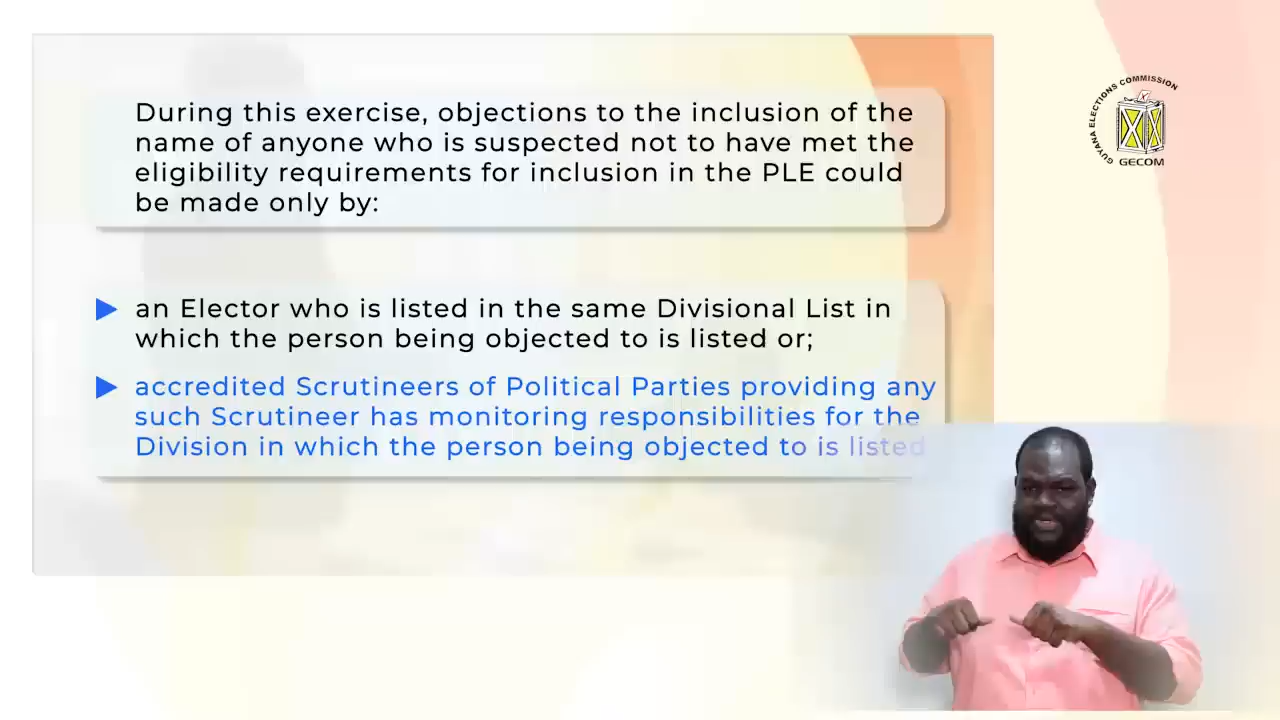 During this exercise, objections to the inclusion of the
name of anyone who is suspected not to have met the
eligibility requirements for inclusion in the PLE could
be made only by:
an Elector who is listed in the same Divisional List in
which the person being objected to is listed or;
accredited Scrutineers of Political Parties providing any
such Scrutineer has monitoring responsibilities for the
Division in which the person being objected to is listed
GUYANA ELECTIONS COMMISSION
GECOM